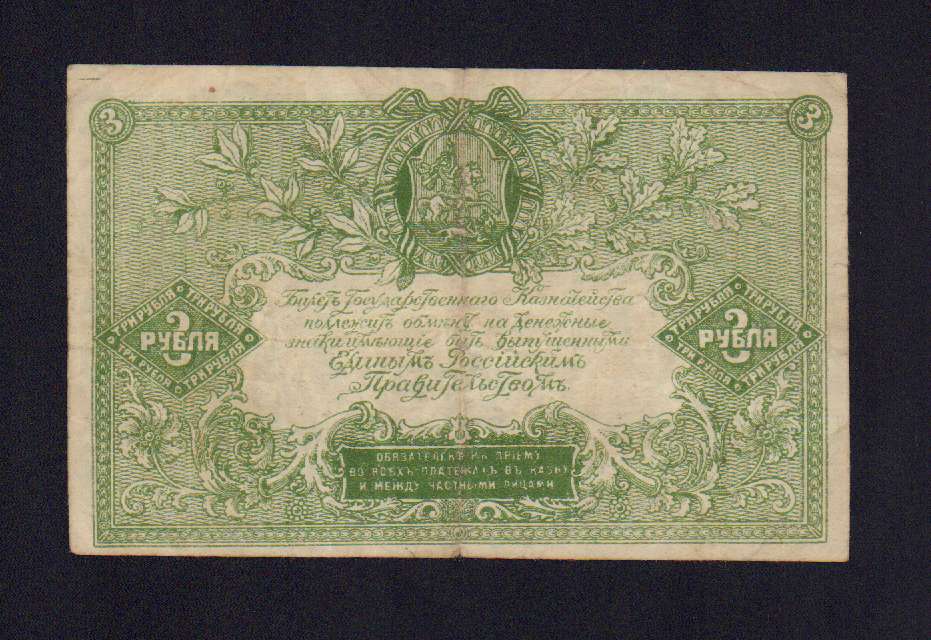 3 3
Билетъ Государственнаго Казначейства
подлежитъ обмѣну на денежные
знаки имѣющіе быть выпущенными
Единымъ Россійскимъ
Правительствомъ.
ТРИ РУБЛЯ ТРИ РУБЛЯ
3 РУБЛЯ
ТРИ РУБЛЯ ТРИ РУБЛЯ
ТРИ РУБЛЯ ТРИ РУБЛЯ
3 РУБЛЯ
ТРИ РУБЛЯ ТРИ РУБЛЯ
ОБЯЗАТЕЛЕНЪ КЪ ПРІЕМУ
ВО ВСѢХЪ ПЛАТЕЖАХЪ ВЪ КАЗНУ
И МЕЖДУ ЧАСТНЫМИ ЛИЦАМИ
3 3